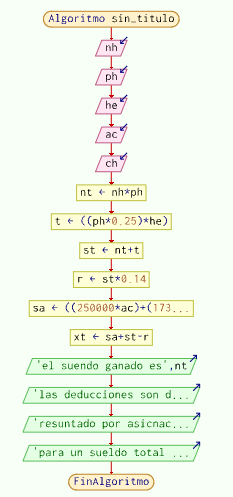 Algoritmo sin_titulo
nh
ph
he
ac
ch
nt ← nh*ph
t ← ((ph*0.25)*he)
st ← nt+t
r ← st*0.14
sa ← ((250000*ac)+(173...
xt ← sa+st-r
'el suendo ganado es',nt
'las deducciones son d...
'resuntado por asicnac...
'para un sueldo total ...
FinAlgoritmo